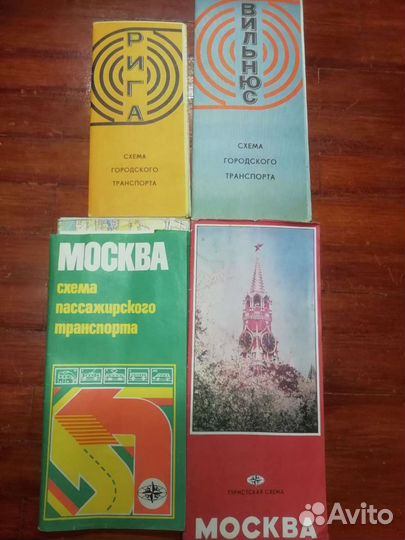 РИГА
СХЕМА
ГОРОДСКОГО
ТРАНСПОРТА
ВИЛЬНЮС
СХЕМА
ГОРОДСКОГО
ТРАНСПОРТА
МОСКВА
схема
пассажирского
транспорта
ТУРИСТСКАЯ СХЕМА
МОСКВА
Avito